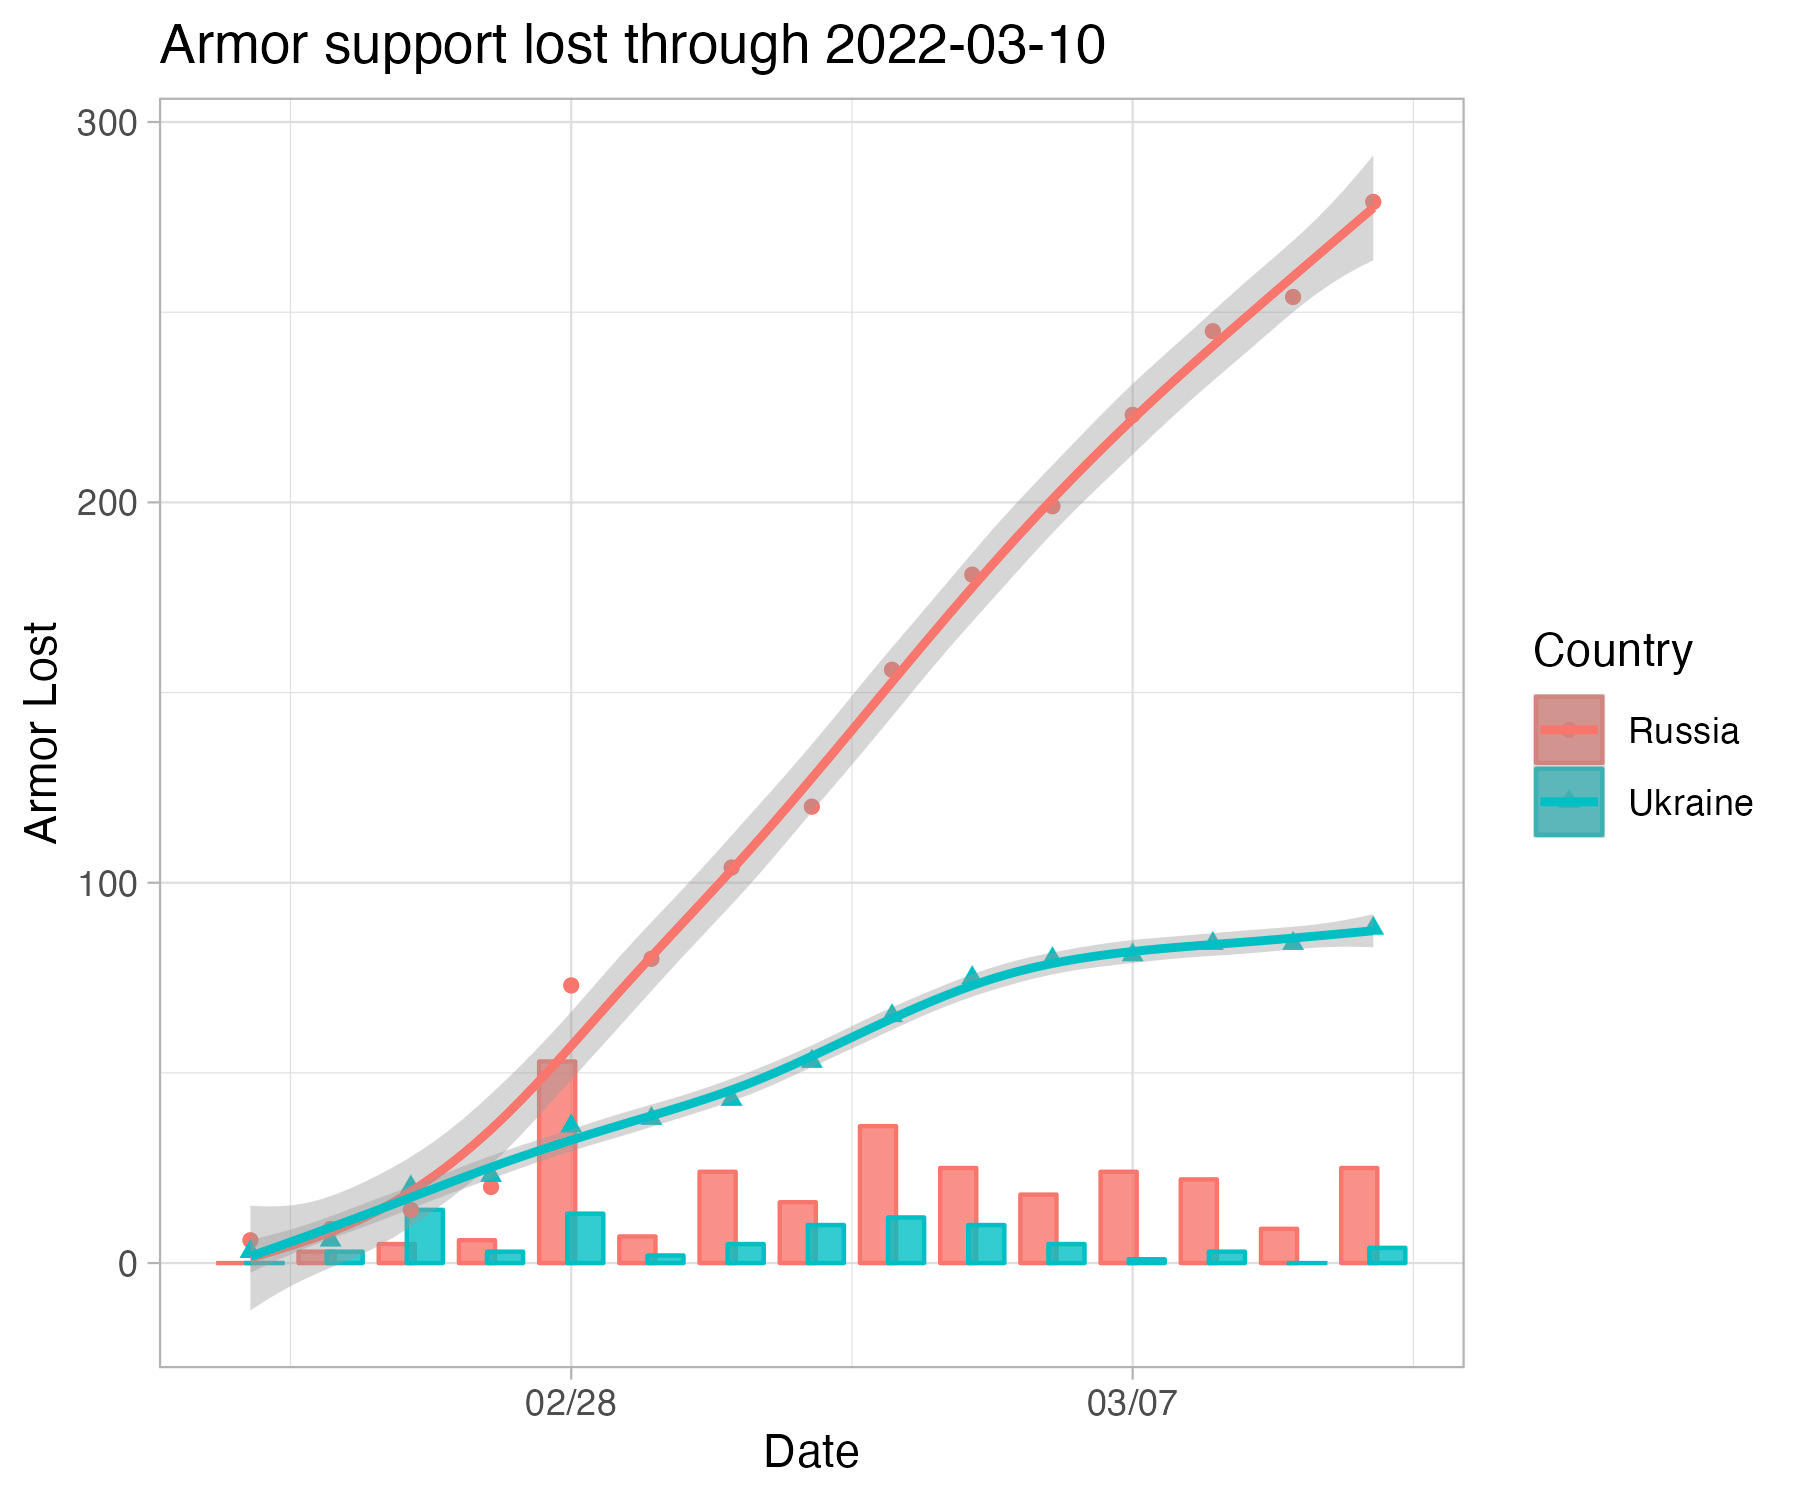 Armor support lost through 2022-03-10
300
200
100
0
Armor Lost
02/28
03/07
Date
Country
Russia
Ukraine